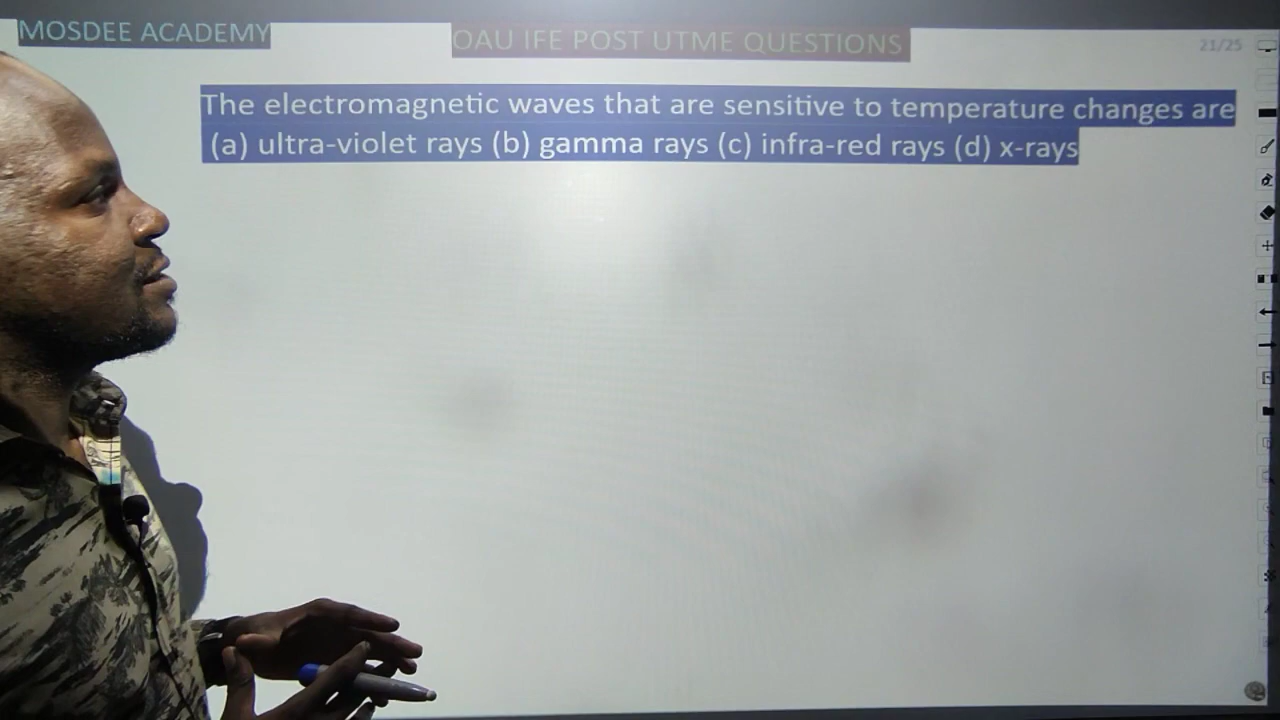 MOSDEE ACADEMY
OAU IFE POST UTME QUESTIONS
21/25
The electromagnetic waves that are sensitive to temperature changes are
(a) ultra-violet rays (b) gamma rays (c) infra-red rays (d) x-rays